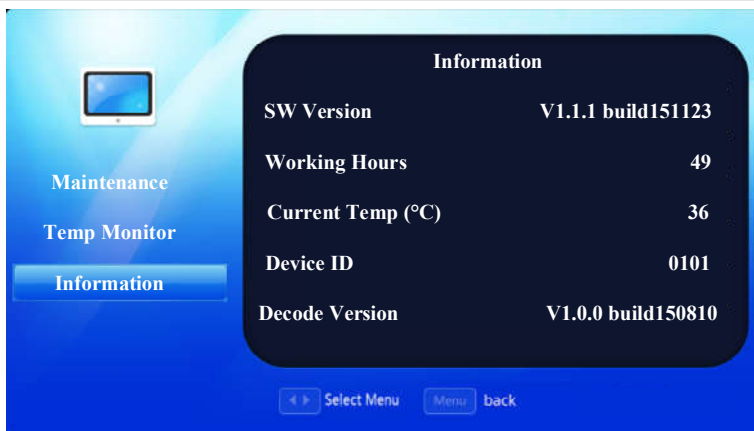 Information
SW Version V1.1.1 build151123
Working Hours 49
Maintenance
Current Temp (°C) 36
Temp Monitor
Device ID 0101
Information
Decode Version V1.0.0 build150810
Select Menu Menu back